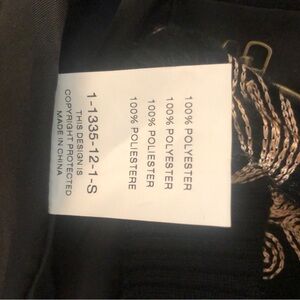 100% POLYESTER
100% POLYESTER
100% POLIESTER
100% POLIESTERE
1-1335-12-1-S
THIS DESIGN IS
COPYRIGHT PROTECTED
MADE IN CHINA